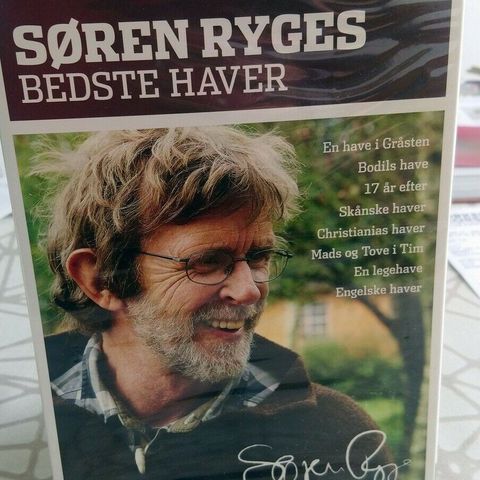 SØREN RYGES
BEDSTE HAVER
En have i Gråsten
Bodils have
17 år efter
Skånske haver
Christianias haver
Mads og Tove i Tim
En legehave
Engelske haver
Søren Ryge